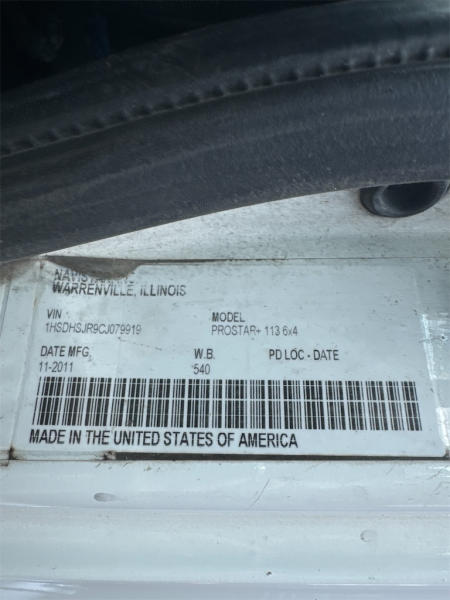 WARRENVILLE, ILLINOIS
VIN MODEL
1HSDHSJR9CJ079919 PROSTAR+ 113 6x4
DATE MFG. W.B. PD LOC - DATE
11-2011 540
MADE IN THE UNITED STATES OF AMERICA